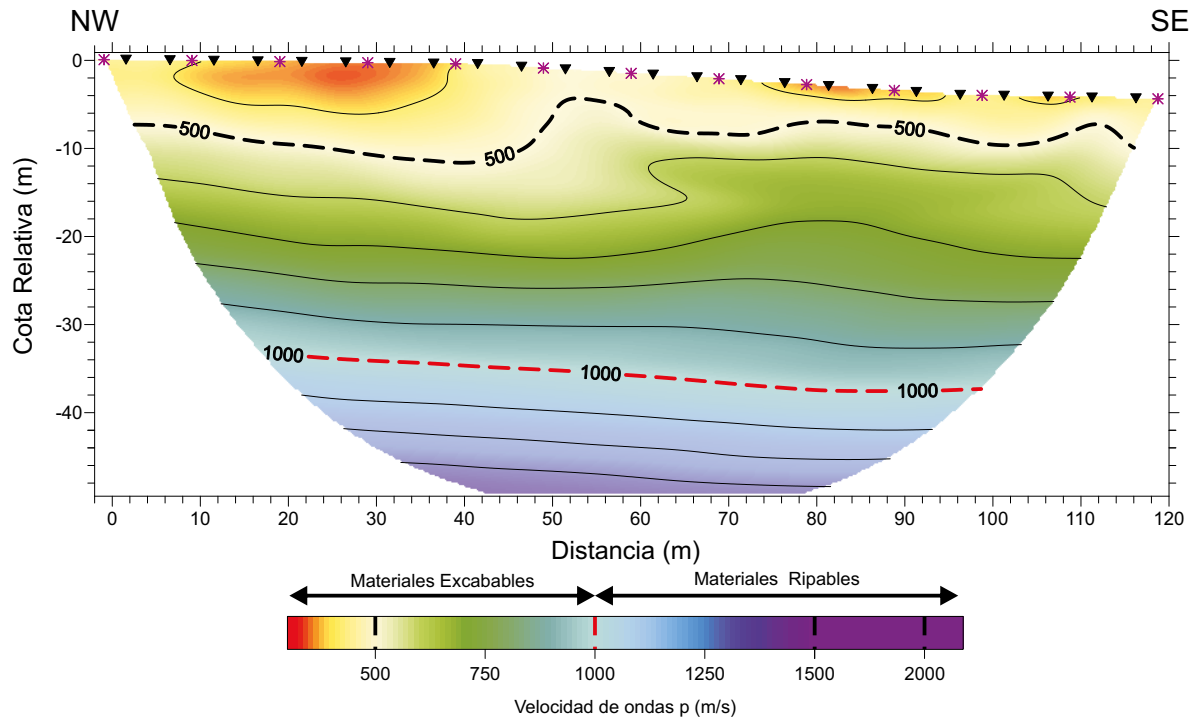 NW
SE
0
-10
-20
-30
-40
Cota Relativa (m)
500
500
500
1000
1000
1000
0 10 20 30 40 50 60 70 80 90 100 110 120
Distancia (m)
Materiales Excabables
Materiales Ripables
500 750 1000 1250 1500 2000
Velocidad de ondas p (m/s)